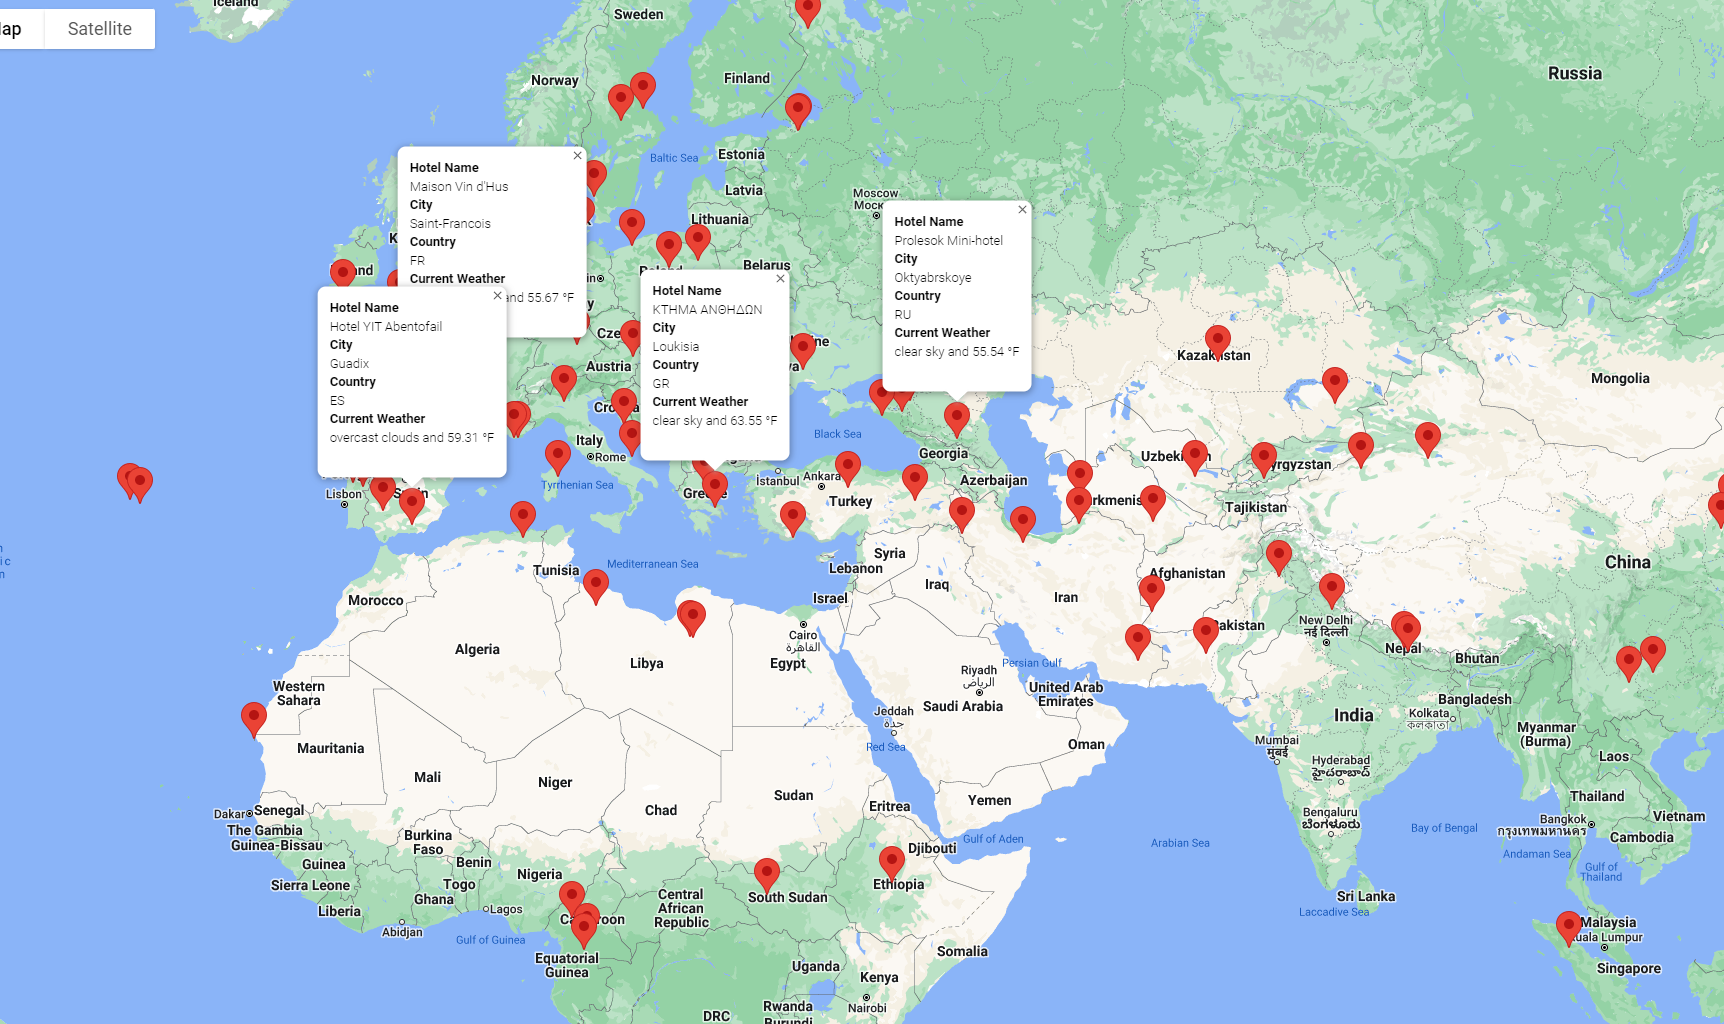 Iceland
ap
Satellite
Sweden
Norway
Finland
Russia
Baltic Sea
Estonia
Latvia
Lithuania
Belarus
Moscow
Моск
Hotel Name
Maison Vin d'Hus
City
Saint-Francois
Country
FR
Current Weather
and 55.67 °F
Hotel Name
Hotel YIT Abentofail
City
Guadix
Country
ES
Current Weather
overcast clouds and 59.31 °F
Hotel Name
ΚΤΗΜΑ ΑΝΘΗΔΩΝ
City
Loukisia
Country
GR
Current Weather
clear sky and 63.55 °F
Hotel Name
Prolesok Mini-hotel
City
Oktyabrskoye
Country
RU
Current Weather
clear sky and 55.54 °F
Austria
Italy
Rome
Tyrrhenian Sea
Lisbon
Black Sea
Georgia
Azerbaijan
İstanbul
Ankara
Turkey
Kazakhstan
Mongolia
Tajikistan
China
Tunisia
Mediterranean Sea
Syria
Lebanon
Israel
Iraq
Iran
Afghanistan
Morocco
Algeria
Libya
Cairo
القاهرة
Egypt
Persian Gulf
Riyadh
الرياض
Saudi Arabia
United Arab
Emirates
New Delhi
नई दिल्ली
Nepal
Bhutan
Bangladesh
Western
Sahara
Jeddah
جدة
Red Sea
Oman
India
Kolkata
কলকাতা
Myanmar
(Burma)
Laos
Mauritania
Mali
Niger
Chad
Sudan
Eritrea
Yemen
Mumbai
मुंबई
Hyderabad
హైదరాబాద్
Thailand
Dakar
Senegal
The Gambia
Guinea-Bissau
Burkina
Faso
Guinea
Benin
Nigeria
Sierra Leone
Togo
Ghana
Liberia
Lagos
Abidjan
Gulf of Guinea
Equatorial
Guinea
Central
African
Republic
South Sudan
Ethiopia
Djibouti
Gulf of Aden
Arabian Sea
Bengaluru
ಬೆಂಗಳೂರು
Bay of Bengal
Bangkok
กรุงเทพมหานคร
Vietnam
Cambodia
Andaman Sea
Gulf of
Thailand
Sri Lanka
Laccadive Sea
Malaysia
Kuala Lumpur
Singapore
Somalia
Uganda
Kenya
Nairobi
Rwanda
Burundi
DRC